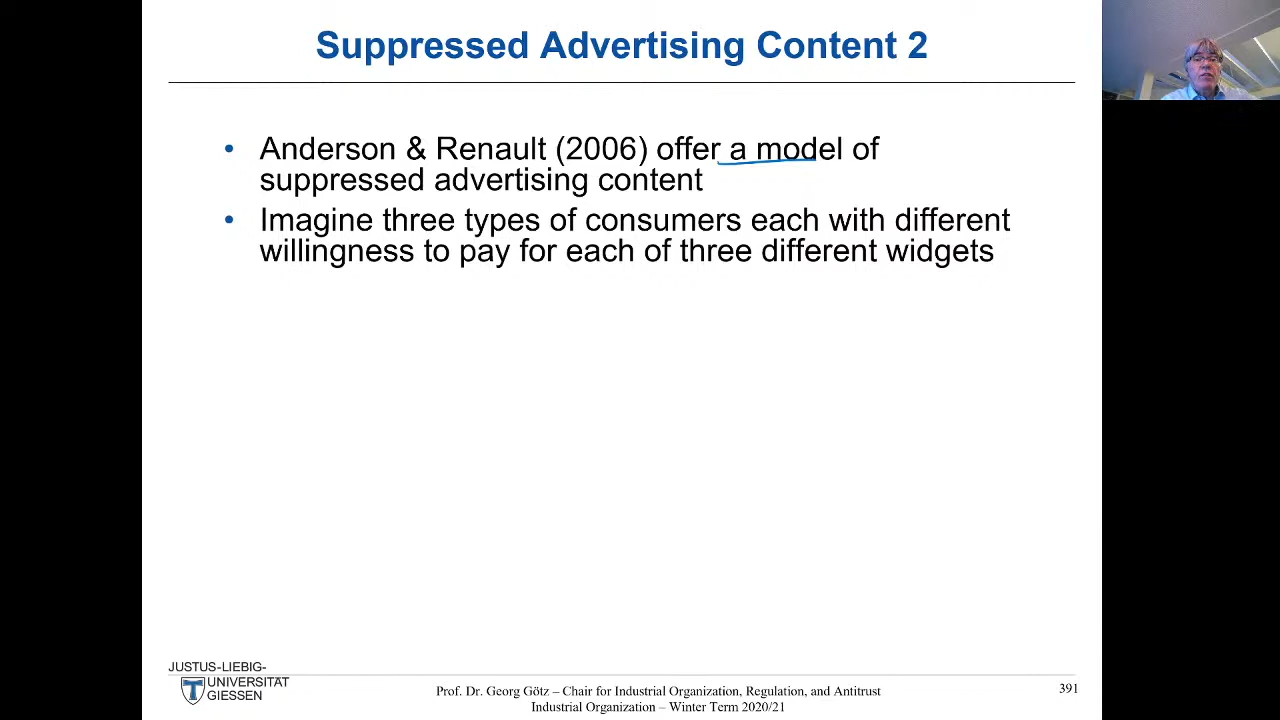 Suppressed Advertising Content 2
• Anderson & Renault (2006) offer a model of
suppressed advertising content
• Imagine three types of consumers each with different
willingness to pay for each of three different widgets
JUSTUS-LIEBIG-
UNIVERSITÄT
GIESSEN
Prof. Dr. Georg Götz – Chair for Industrial Organization, Regulation, and Antitrust
Industrial Organization – Winter Term 2020/21
391